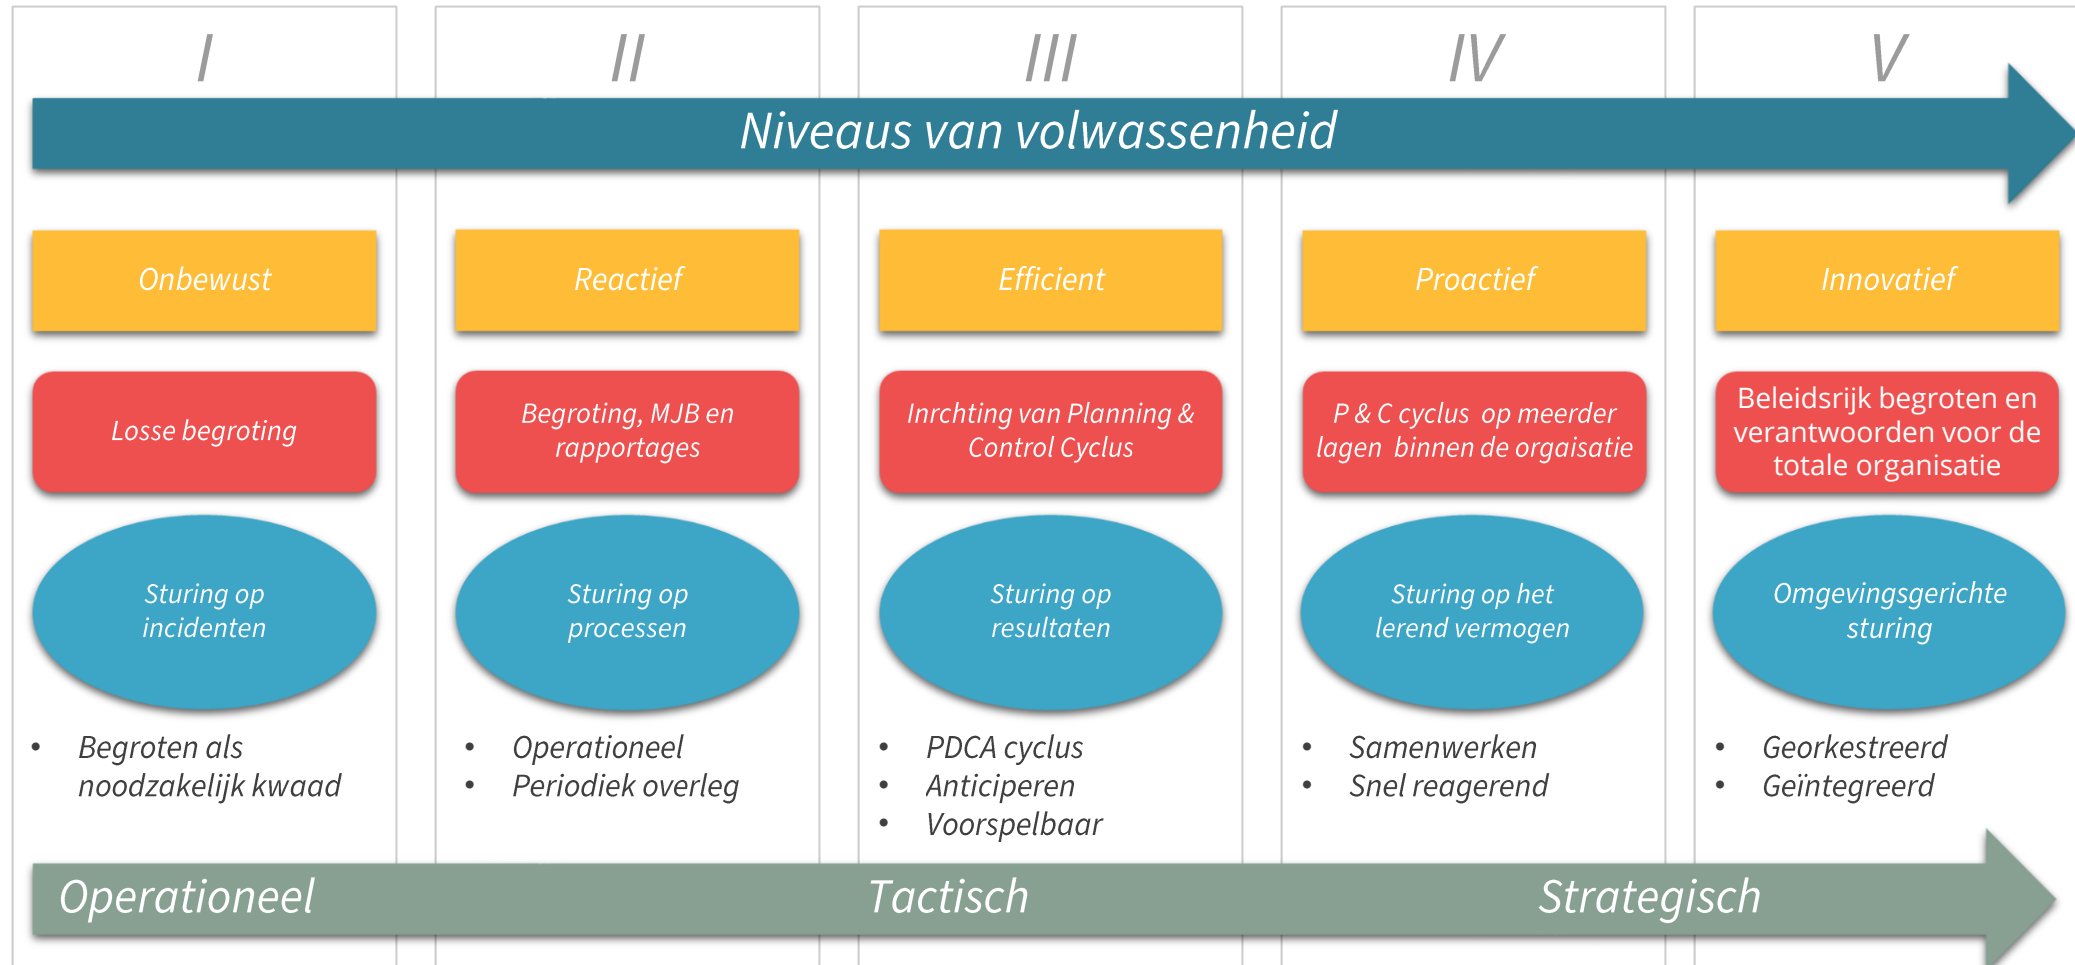 I
II
III
IV
V
Niveaus van volwassenheid
Onbewust
Reactief
Efficient
Proactief
Innovatief
Losse begroting
Begroting, MJB en
rapportages
Inrchting van Planning &
Control Cyclus
P & C cyclus op meerder
lagen binnen de orgaisatie
Beleidsrijk begroten en
verantwoorden voor de
totale organisatie
Sturing op
incidenten
Sturing op
processen
Sturing op
resultaten
Sturing op het
lerend vermogen
Omgevingsgerichte
sturing
• Begroten als
noodzakelijk kwaad
• Operationeel
• Periodiek overleg
• PDCA cyclus
• Anticiperen
• Voorspelbaar
• Samenwerken
• Snel reagerend
• Georkestreerd
• Geïntegreerd
Operationeel
Tactisch
Strategisch